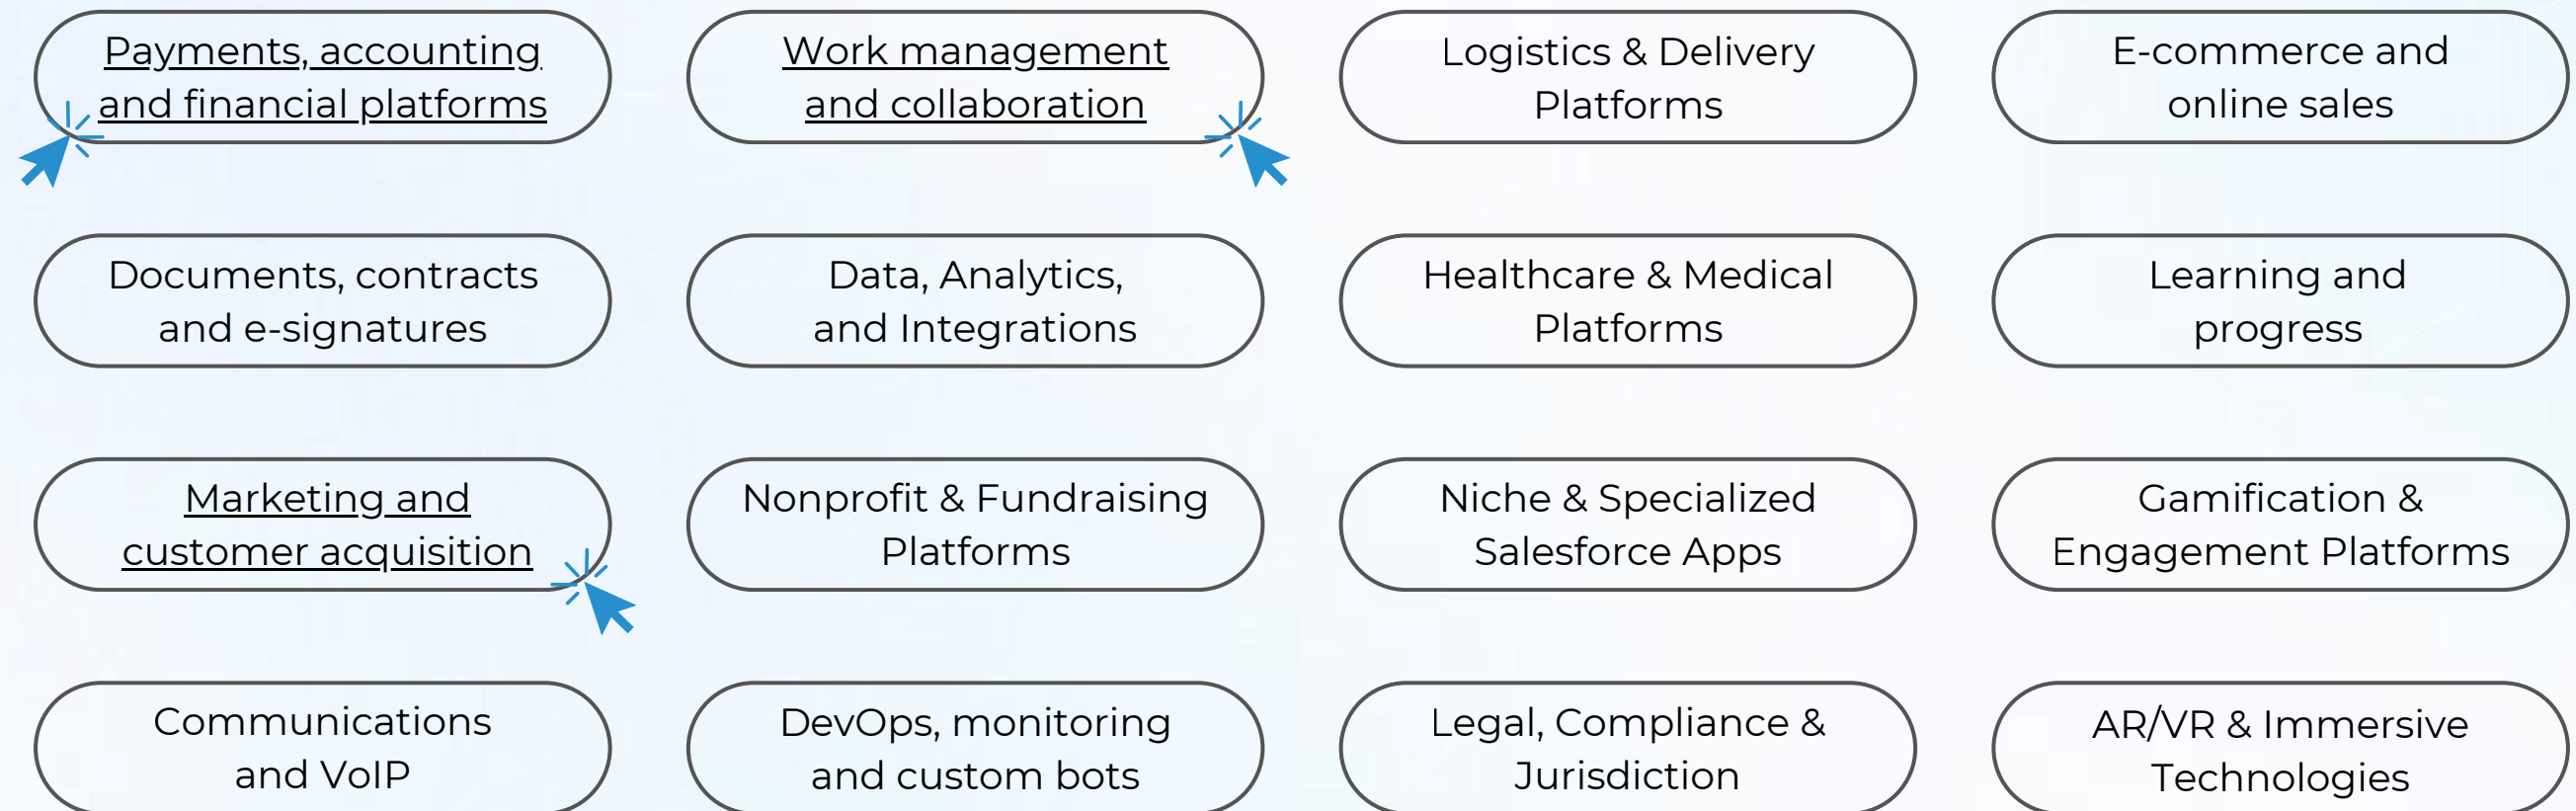 Payments, accounting
and financial platforms
Work management
and collaboration
Logistics & Delivery
Platforms
E-commerce and
online sales
Documents, contracts
and e-signatures
Data, Analytics,
and Integrations
Healthcare & Medical
Platforms
Learning and
progress
Marketing and
customer acquisition
Nonprofit & Fundraising
Platforms
Niche & Specialized
Salesforce Apps
Gamification &
Engagement Platforms
Communications
and VoIP
DevOps, monitoring
and custom bots
Legal, Compliance &
Jurisdiction
AR/VR & Immersive
Technologies